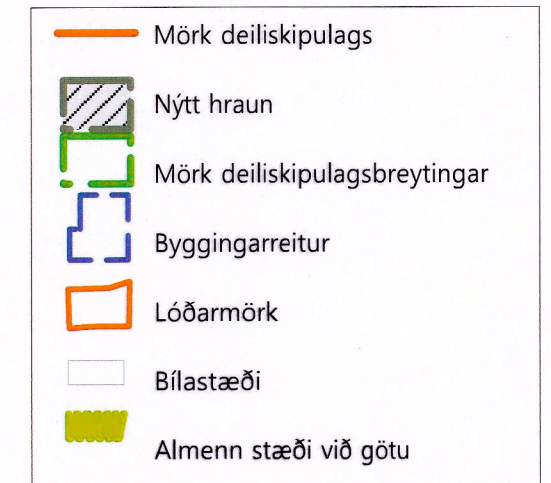 Mörk deiliskipulags
Nýtt hraun
Mörk deiliskipulagsbreytingar
Byggingarreitur
Lóðarmörk
Bílastæði
Almenn stæði við götu